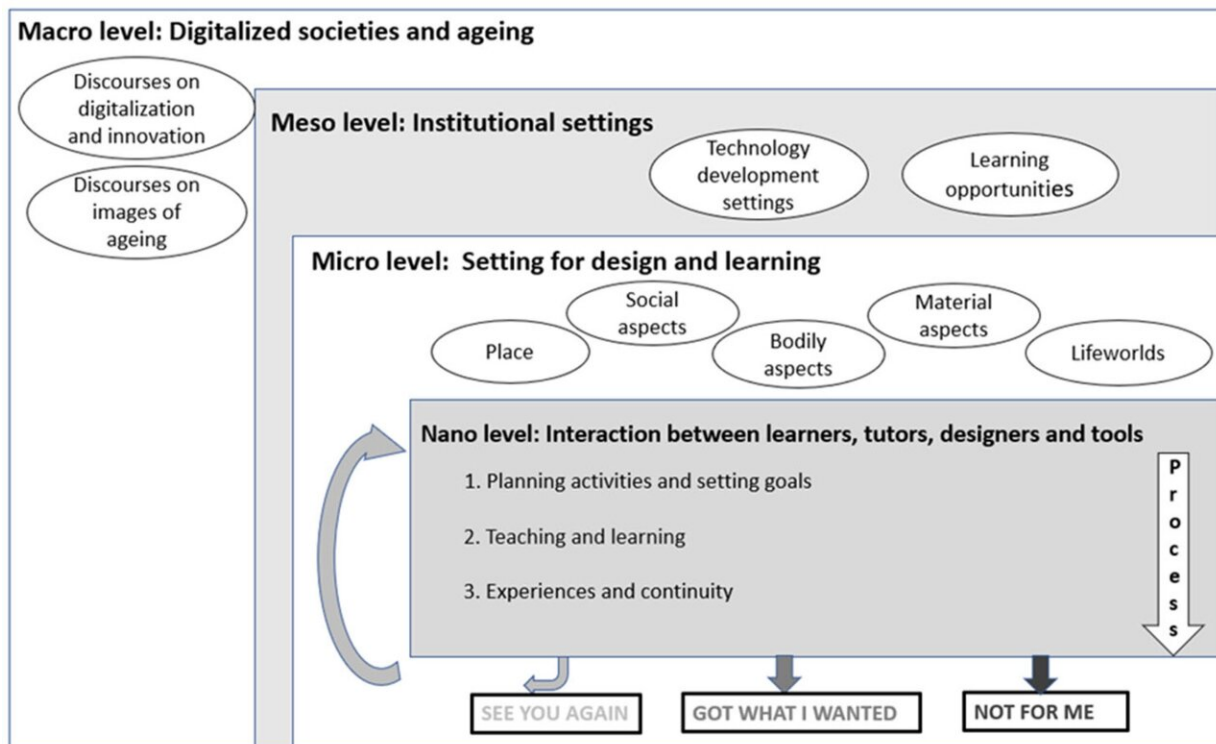 Macro level: Digitalized societies and ageing
Discourses on
digitalization
and innovation
Discourses on
images of
ageing
Meso level: Institutional settings
Technology
development
settings
Learning
opportunities
Micro level:  Setting for design and learning
Place
Social
aspects
Bodily
aspects
Material
aspects
Lifeworlds
Nano level: Interaction between learners, tutors, designers and tools
1. Planning activities and setting goals
2. Teaching and learning
3. Experiences and continuity
Process
SEE YOU AGAIN
GOT WHAT I WANTED
NOT FOR ME